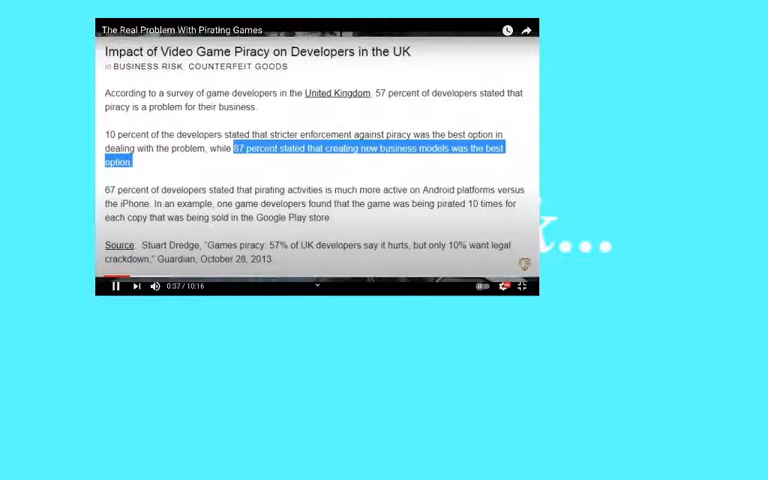 The Real Problem With Pirating Games
Impact of Video Game Piracy on Developers in the UK
in BUSINESS RISK, COUNTERFEIT GOODS
According to a survey of game developers in the United Kingdom, 57 percent of developers stated that
piracy is a problem for their business.
10 percent of the developers stated that stricter enforcement against piracy was the best option in
dealing with the problem, while 87 percent stated that creating new business models was the best
option.
67 percent of developers stated that pirating activities is much more active on Android platforms versus
the iPhone. In an example, one game developers found that the game was being pirated 10 times for
each copy that was being sold in the Google Play store.
Source: Stuart Dredge, "Games piracy: 57% of UK developers say it hurts, but only 10% want legal
crackdown," Guardian, October 28, 2013.
0:37 / 10:16